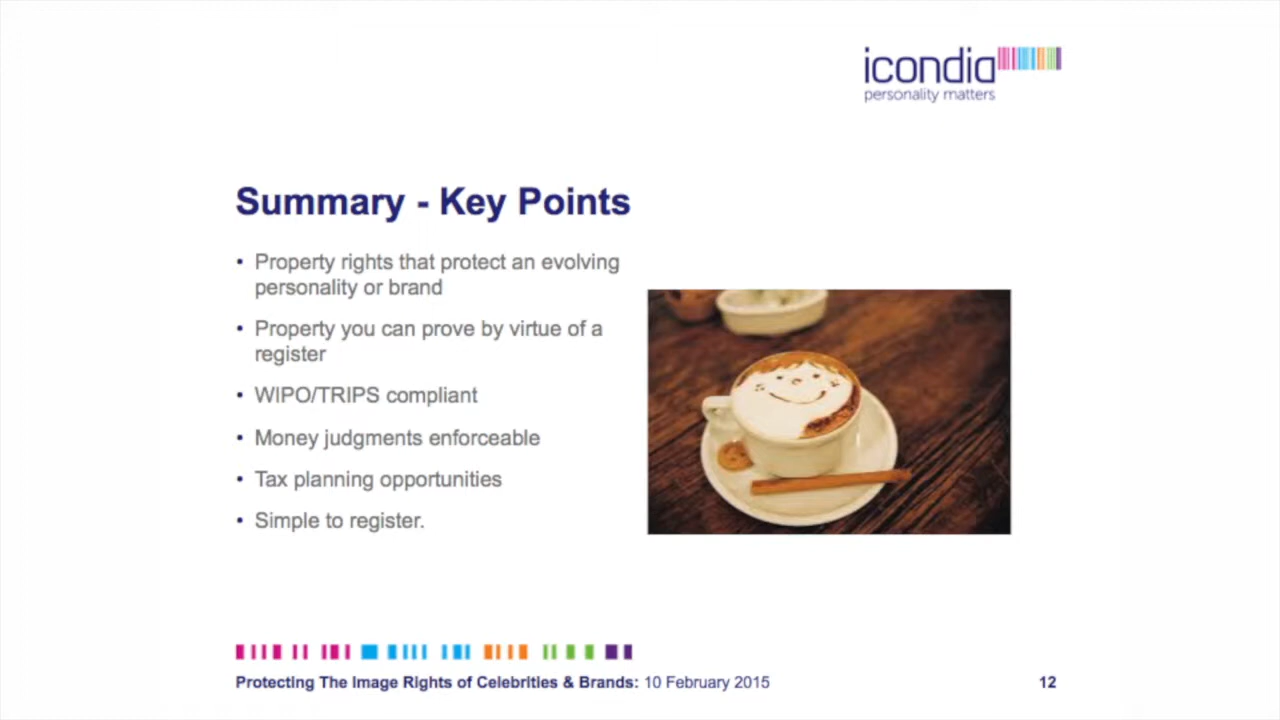 icondia
personality matters
Summary - Key Points
• Property rights that protect an evolving
personality or brand
• Property you can prove by virtue of a
register
• WIPO/TRIPS compliant
• Money judgments enforceable
• Tax planning opportunities
• Simple to register.
Protecting The Image Rights of Celebrities & Brands: 10 February 2015
12